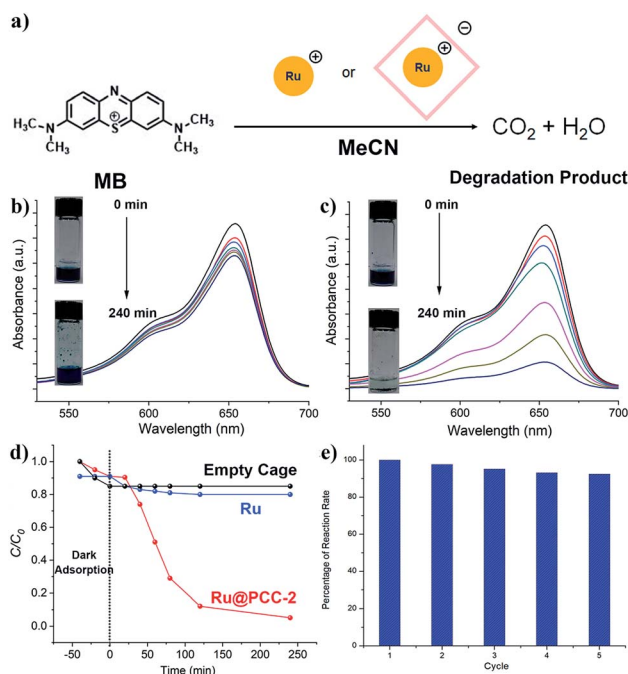 a)
Ru
+
or
Ru
+
−
N
S
+
H₃C
N
CH₃
H₃C
N
CH₃
MeCN
CO₂ + H₂O
MB
Degradation Product
b)
0 min
240 min
Absorbance (a.u.)
550 600 650 700
Wavelength (nm)
c)
0 min
240 min
Absorbance (a.u.)
550 600 650 700
Wavelength (nm)
d)
1.0
0.8
0.6
0.4
0.2
0.0
C/C₀
Empty Cage
Ru
Dark
Adsorption
Ru@PCC-2
-50 0 50 100 150 200 250
Time (min)
e)
100
80
60
40
20
0
Percentage of Reaction Rate
1 2 3 4 5
Cycle